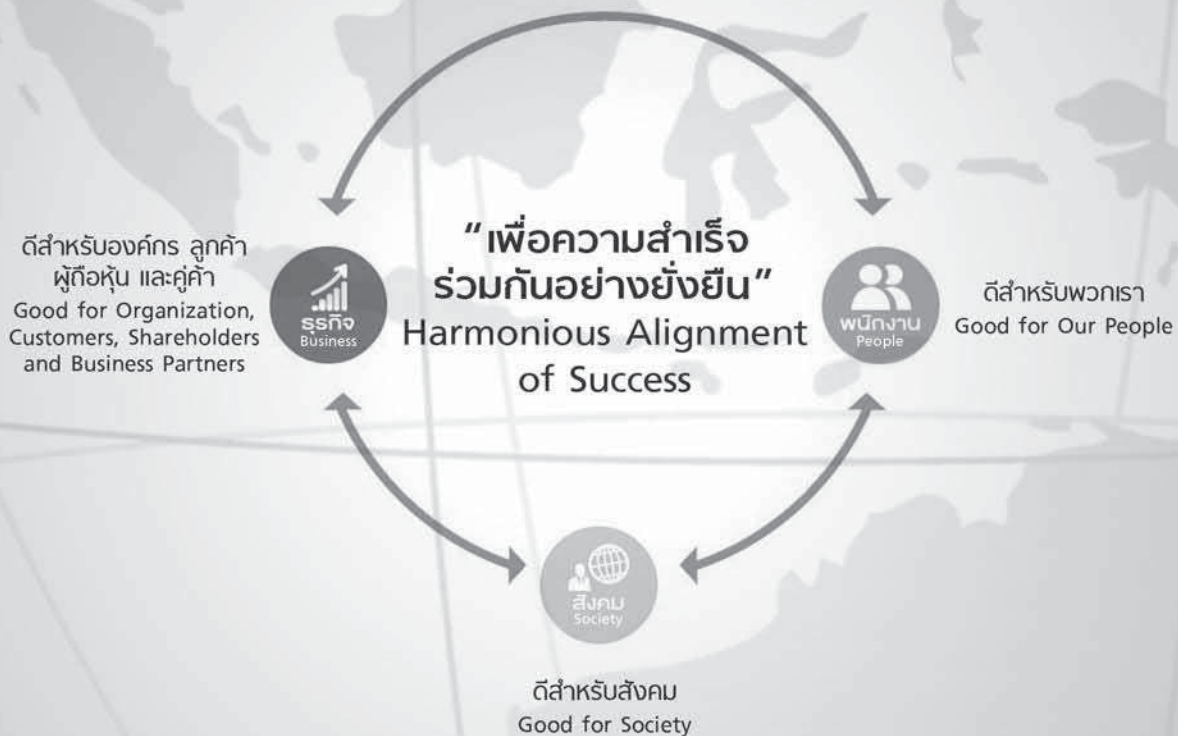 "เพื่อความสำเร็จ
ร่วมกันอย่างยั่งยืน"
Harmonious Alignment
of Success
ดีสำหรับองค์กร ลูกค้า
ผู้ถือหุ้น และคู่ค้า
Good for Organization,
Customers, Shareholders
and Business Partners
ธุรกิจ
Business
พนักงาน
People
ดีสำหรับพวกเรา
Good for Our People
สังคม
Society
ดีสำหรับสังคม
Good for Society